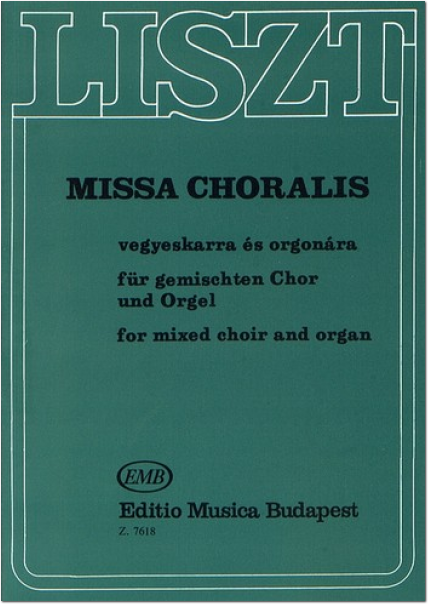 LISZT
MISSA CHORALIS
vegyeskarra és orgonára
für gemischten Chor
und Orgel
for mixed choir and organ
EMB
Editio Musica Budapest
Z. 7618